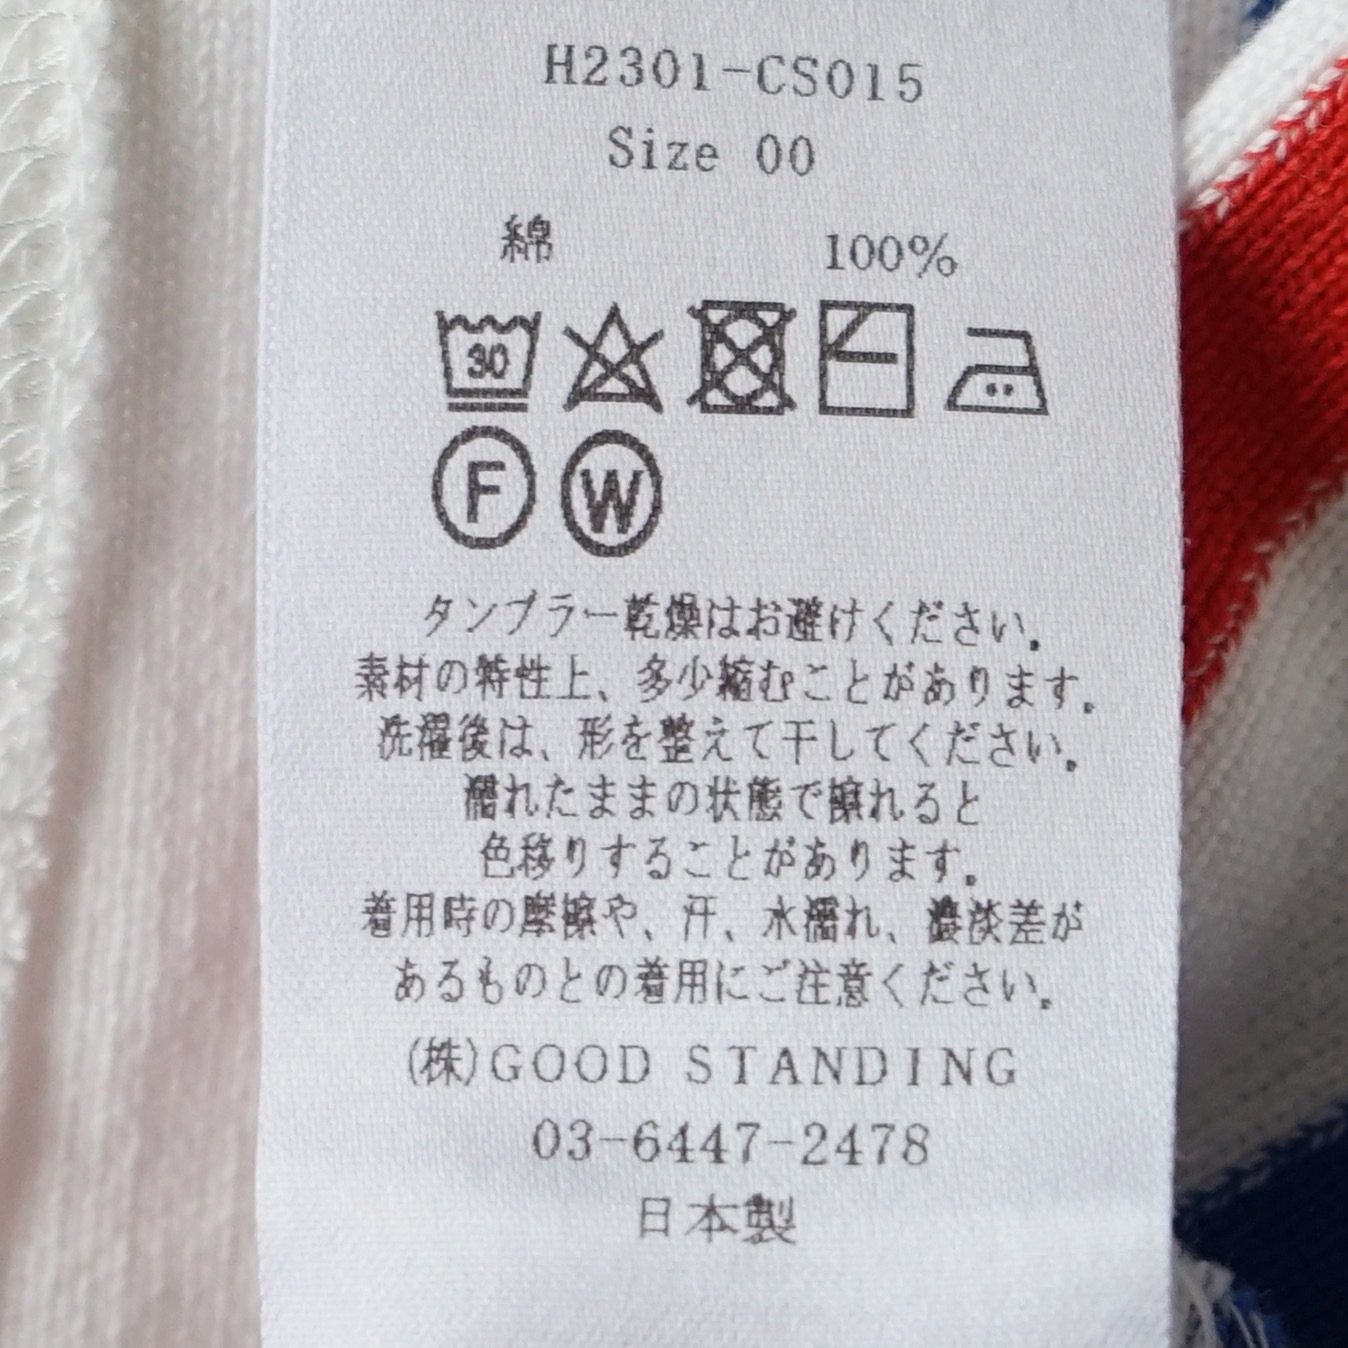 H2301-CS015
Size 00
綿 100%
30
F W
タンブラー乾燥はお避けください。
素材の特性上、多少縮むことがあります。
洗濯後は、形を整えて干してください。
濡れたままの状態で擦れると
色移りすることがあります。
着用時の摩擦や、汗、水濡れ、濃淡差が
あるものとの着用にご注意ください。
(株)GOOD STANDING
03-6447-2478
日本製